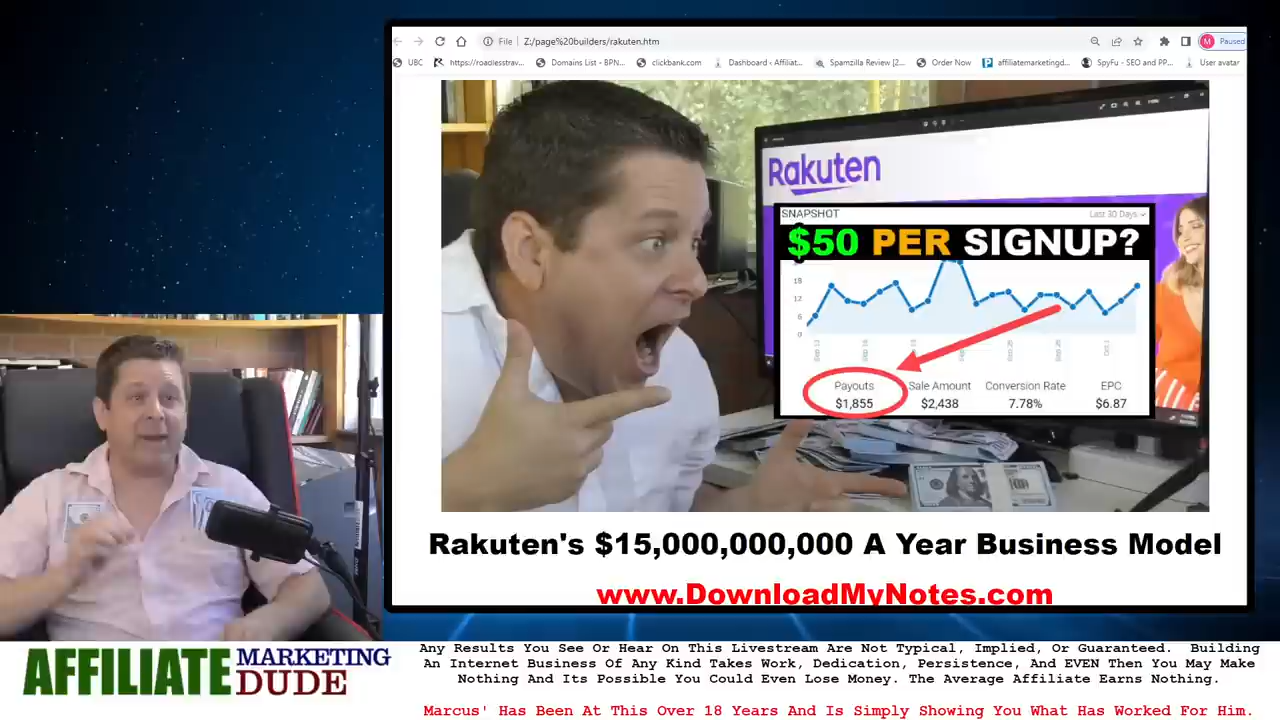 File | Z:/page%20builders/rakuten.htm
M Paused
UBC
https://roadlesstrav...
Domains List - BPN...
clickbank.com
Dashboard ‹ Affiliat...
Spamzilla Review [2...
Order Now
affiliatemarketingd...
SpyFu - SEO and PP...
User avatar
Rakuten
SNAPSHOT
Last 30 Days
$50 PER SIGNUP?
18
12
6
0
Payouts
Sale Amount
Conversion Rate
EPC
$1,855
$2,438
7.78%
$6.87
Rakuten's $15,000,000,000 A Year Business Model
www.DownloadMyNotes.com
AFFILIATE MARKETING DUDE
Any Results You See or Hear On This Livestream Are Not Typical, Implied, Or Guaranteed. Building
An Internet Business Of Any Kind Takes Work, Dedication, Persistence, And EVEN Then You May Make
Nothing And Its Possible You Could Even Lose Money. The Average Affiliate Earns Nothing.
Marcus' Has Been At This Over 18 Years And Is Simply Showing You What Has Worked For Him.